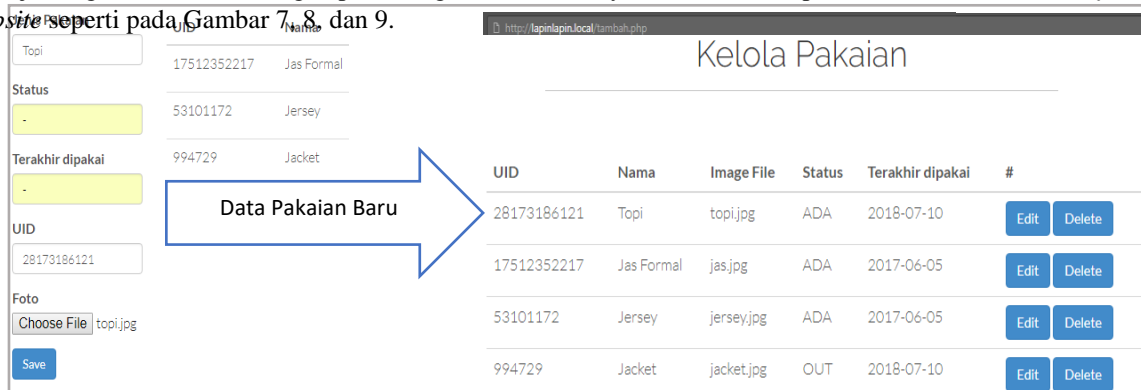 site seperti pada Gambar 7, 8, dan 9.
Jenis Pakaian
Topi
Status
-
Terakhir dipakai
-
UID
28173186121
Foto
Choose File topi.jpg
Save
UID Nama
17512352217 Jas Formal
53101172 Jersey
994729 Jacket
Data Pakaian Baru
http://lapinlapin.local/tambah.php
Kelola Pakaian
UID Nama Image File Status Terakhir dipakai #
28173186121 Topi topi.jpg ADA 2018-07-10 Edit Delete
17512352217 Jas Formal jas.jpg ADA 2017-06-05 Edit Delete
53101172 Jersey jersey.jpg ADA 2017-06-05 Edit Delete
994729 Jacket jacket.jpg OUT 2018-07-10 Edit Delete